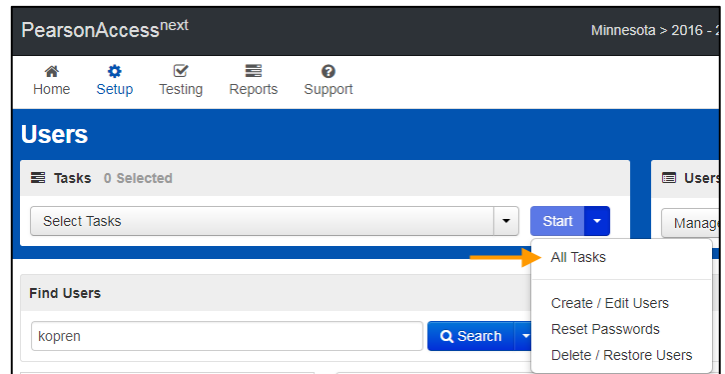 PearsonAccessnext
Minnesota > 2016 - 2
Home Setup Testing Reports Support
Users
Tasks 0 Selected
Users
Select Tasks
Start
Manage
All Tasks
Find Users
Create / Edit Users
kopren
Search
Reset Passwords
Delete / Restore Users